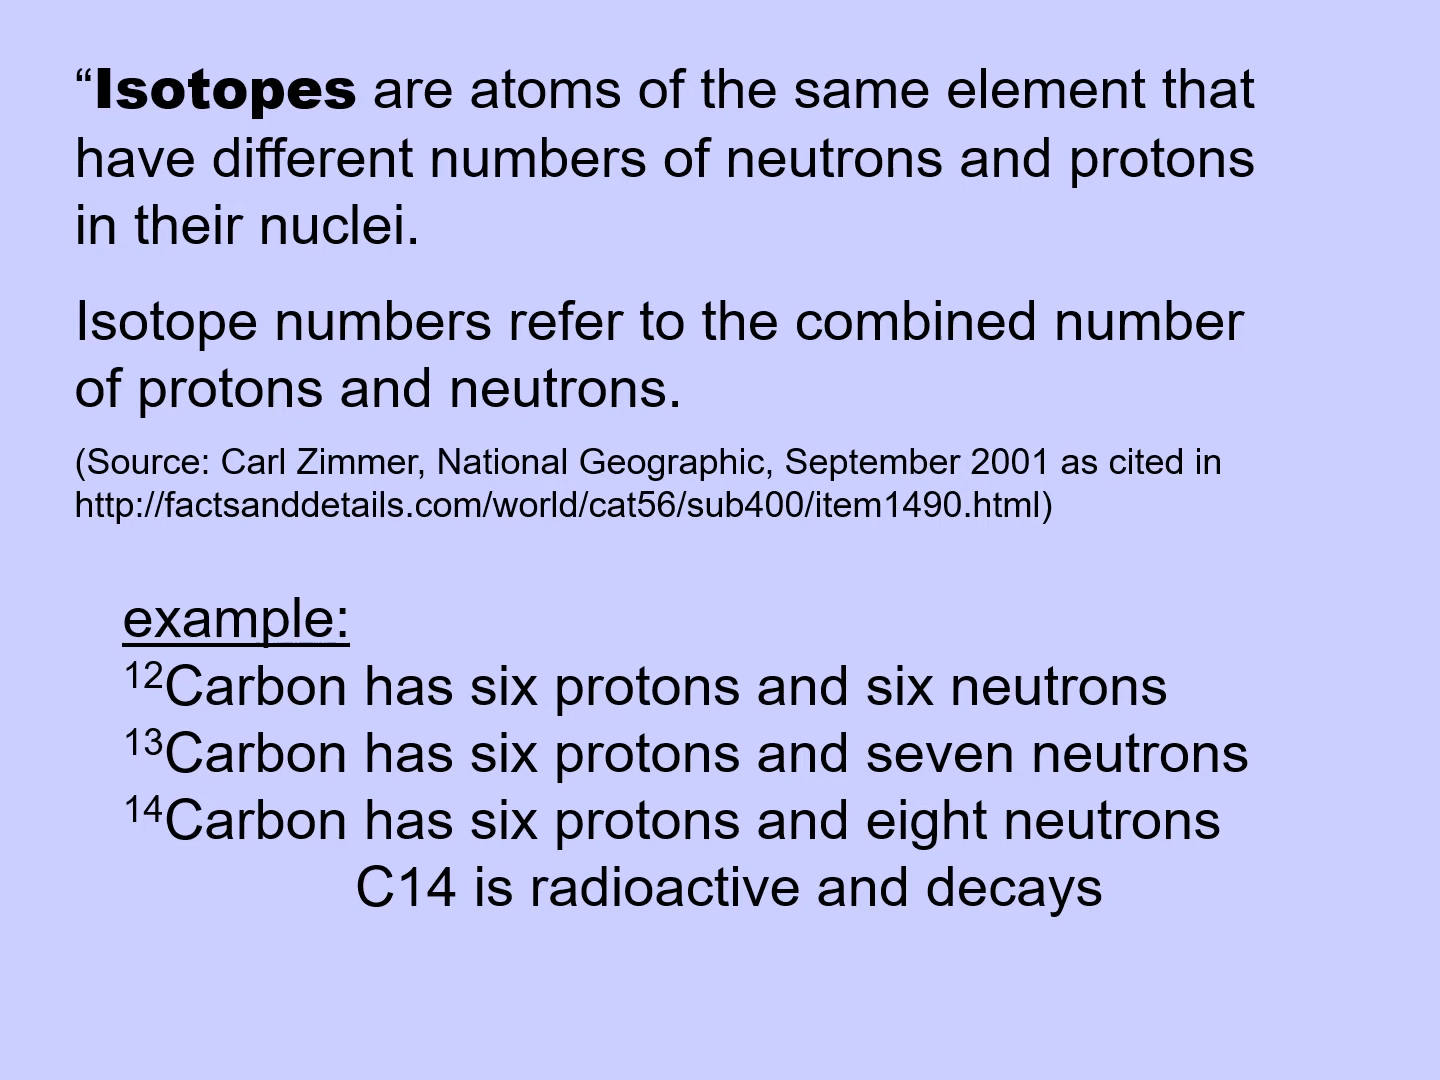 “Isotopes are atoms of the same element that
have different numbers of neutrons and protons
in their nuclei.
Isotope numbers refer to the combined number
of protons and neutrons.
(Source: Carl Zimmer, National Geographic, September 2001 as cited in
http://factsanddetails.com/world/cat56/sub400/item1490.html)
example:
¹²Carbon has six protons and six neutrons
¹³Carbon has six protons and seven neutrons
¹⁴Carbon has six protons and eight neutrons
C14 is radioactive and decays